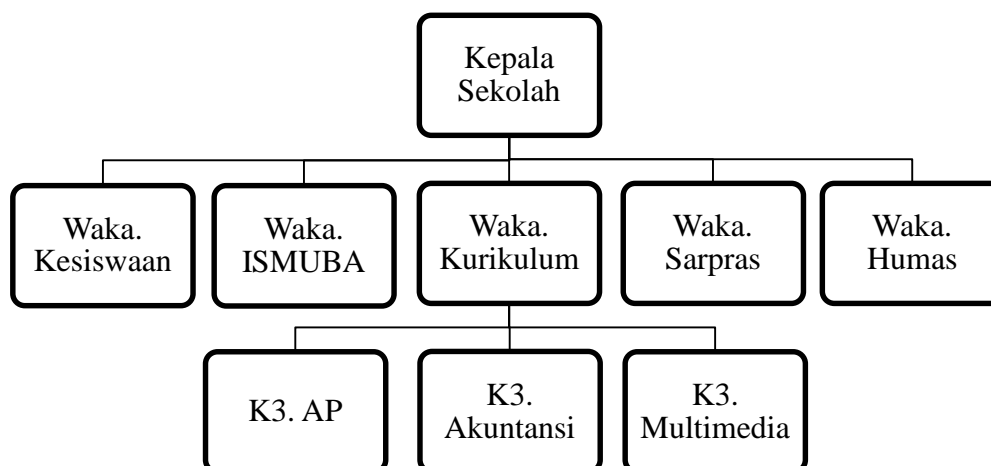 Kepala
Sekolah
Waka.
Kesiswaan
Waka.
ISMUBA
Waka.
Kurikulum
Waka.
Sarpras
Waka.
Humas
K3. AP
K3.
Akuntansi
K3.
Multimedia